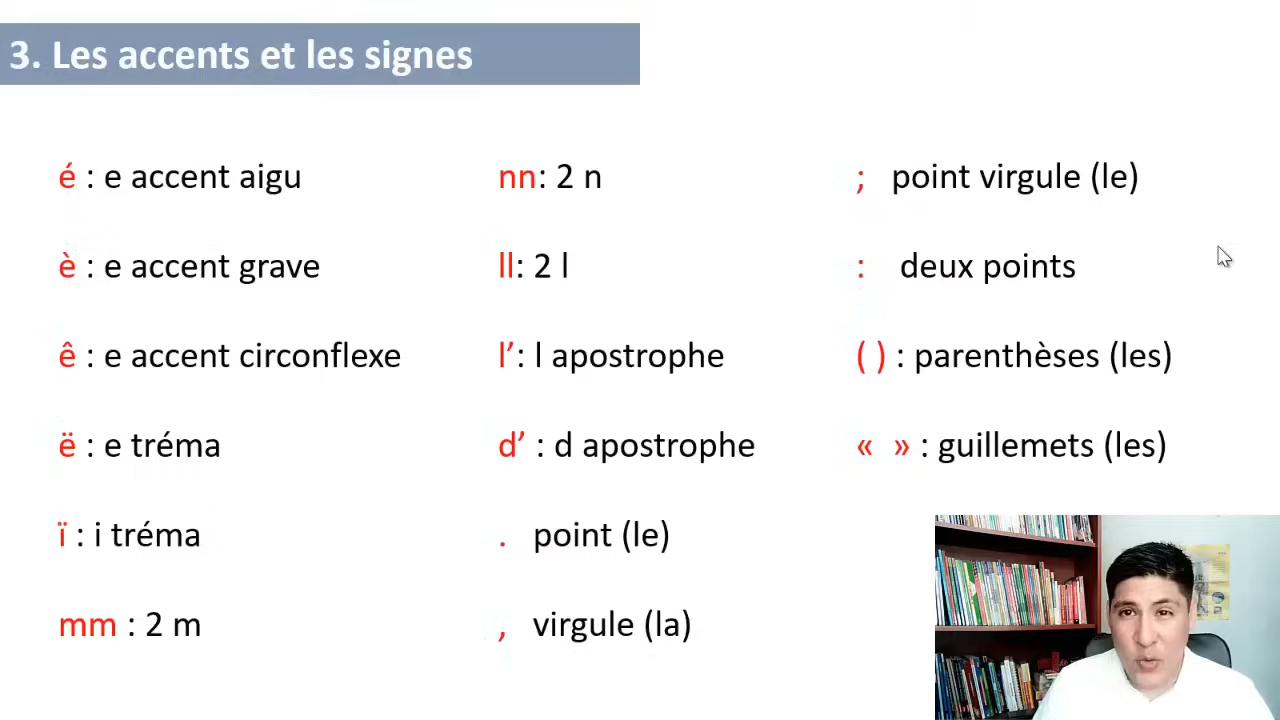 3. Les accents et les signes
é : e accent aigu
è : e accent grave
ê : e accent circonflexe
ë : e tréma
ï : i tréma
mm : 2 m
nn: 2 n
ll: 2 l
l’: l apostrophe
d’ : d apostrophe
. point (le)
, virgule (la)
; point virgule (le)
: deux points
( ) : parenthèses (les)
« » : guillemets (les)